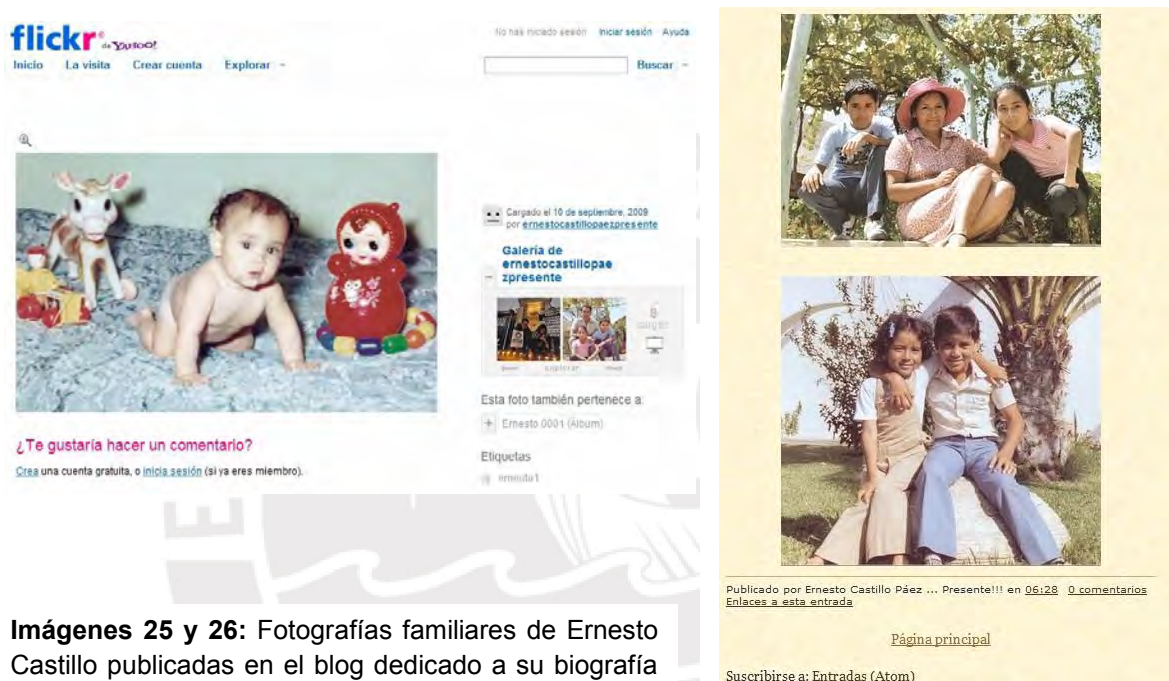 flickr de YAHOO!
No has iniciado sesión Iniciar sesión Ayuda
Inicio La visita Crear cuenta Explorar
Buscar
Cargado el 10 de septiembre, 2009
por ernestocastillopaezpresente
Galería de
ernestocastillopae
zpresente
6
cargas
explorar
Esta foto también pertenece a:
Ernesto 0001 (Álbum)
Etiquetas
ernesto1
¿Te gustaría hacer un comentario?
Crea una cuenta gratuita, o inicia sesión (si ya eres miembro).
Imágenes 25 y 26: Fotografías familiares de Ernesto
Castillo publicadas en el blog dedicado a su biografía
Publicado por Ernesto Castillo Páez ... Presente!!! en 06:28 0 comentarios
Enlaces a esta entrada
Página principal
Suscribirse a: Entradas (Atom)